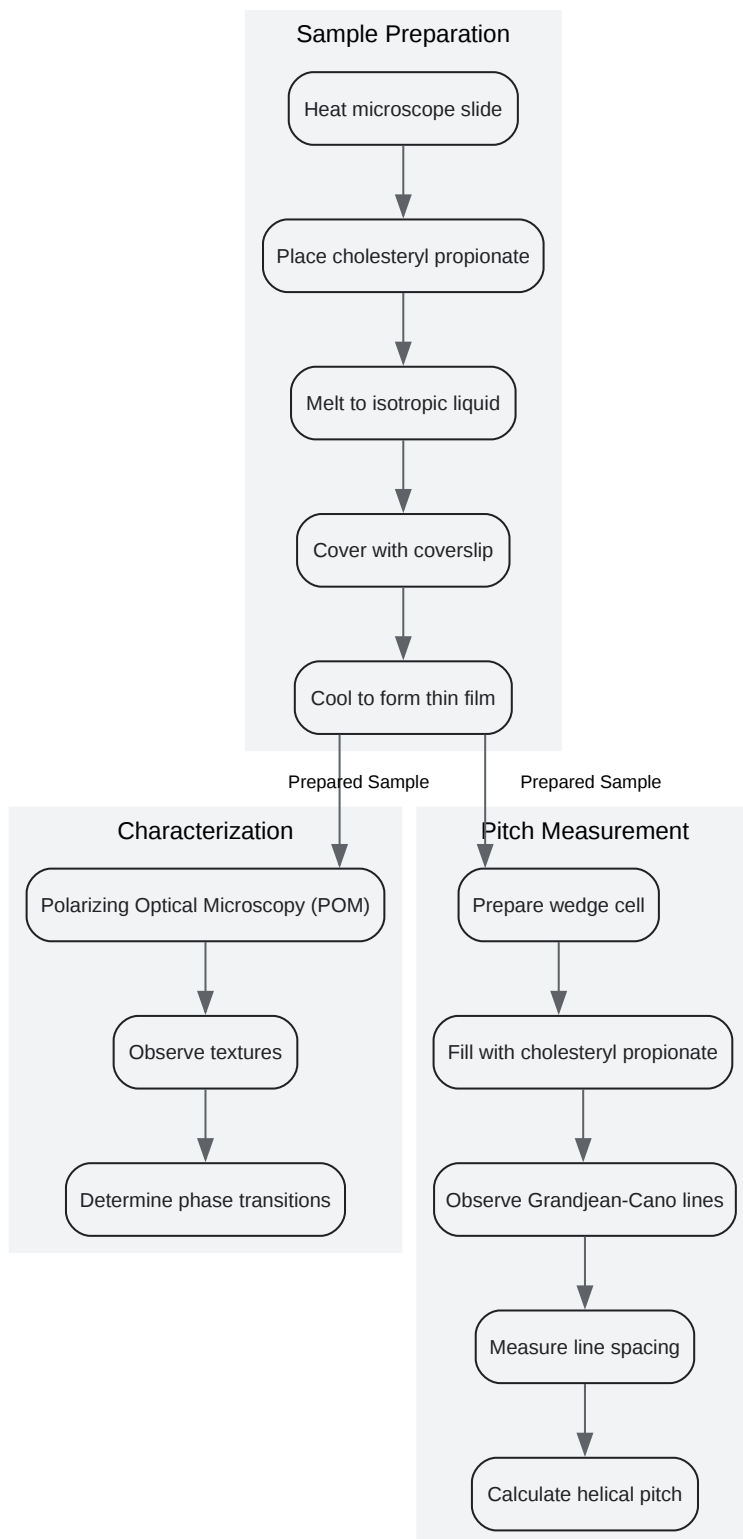 Sample Preparation
Heat microscope slide
Place cholesteryl propionate
Melt to isotropic liquid
Cover with coverslip
Cool to form thin film
Prepared Sample
Prepared Sample
Characterization
Polarizing Optical Microscopy (POM)
Observe textures
Determine phase transitions
Pitch Measurement
Prepare wedge cell
Fill with cholesteryl propionate
Observe Grandjean-Cano lines
Measure line spacing
Calculate helical pitch